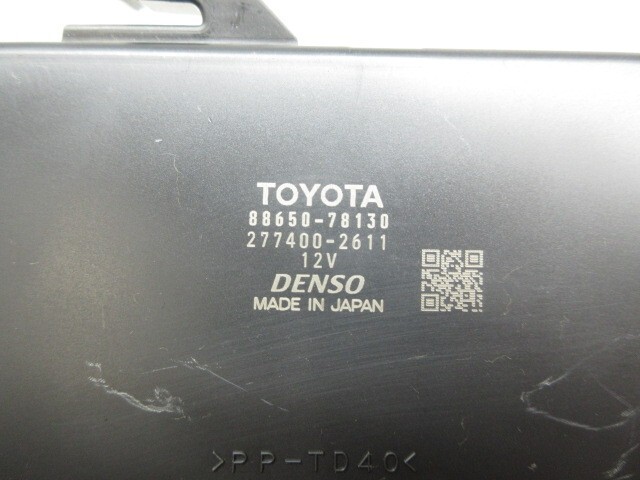 TOYOTA
88650-78130
277400-2611
12V
DENSO
MADE IN JAPAN
>PP-TD40<